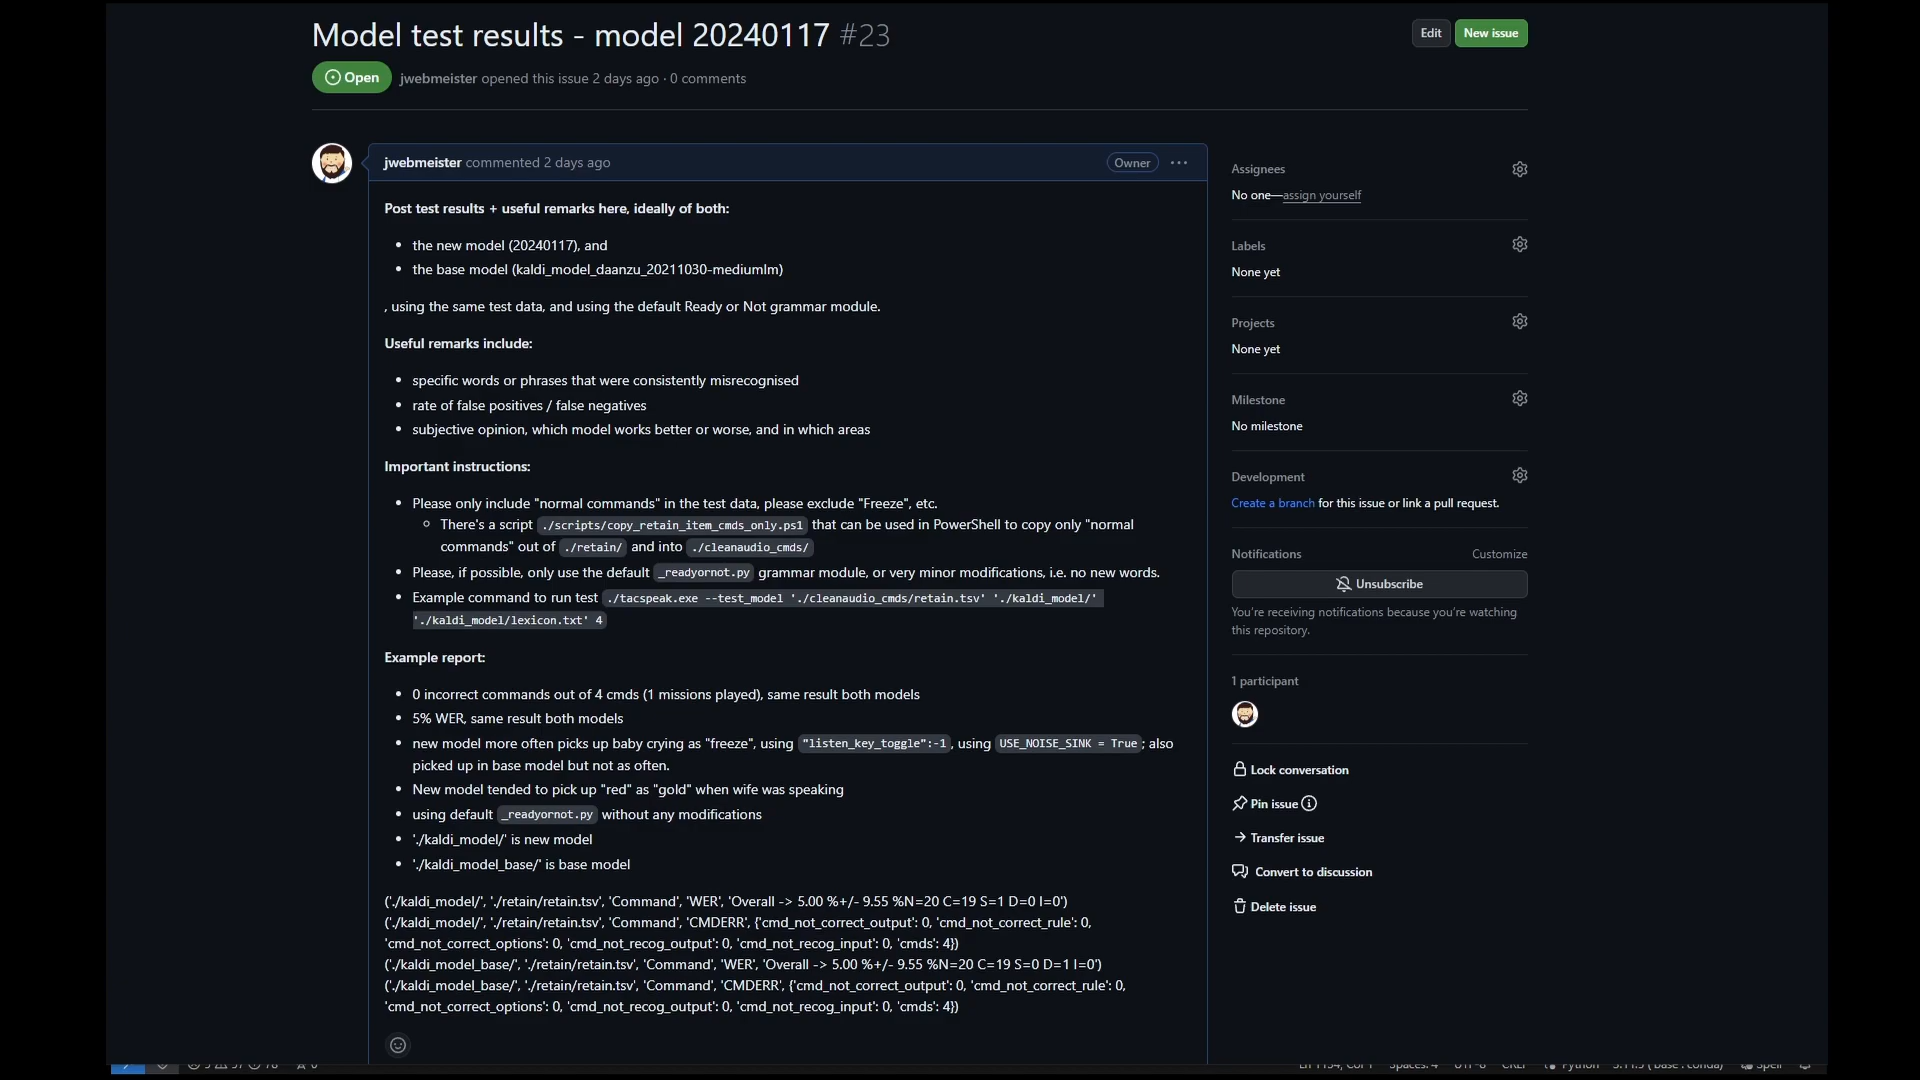 Model test results - model 20240117 #23
Edit
New issue
Open
jwebmeister opened this issue 2 days ago · 0 comments
jwebmeister commented 2 days ago
Owner
Post test results + useful remarks here, ideally of both:
• the new model (20240117), and
• the base model (kaldi_model_daanzu_20211030-mediumlm)
, using the same test data, and using the default Ready or Not grammar module.
Useful remarks include:
• specific words or phrases that were consistently misrecognised
• rate of false positives / false negatives
• subjective opinion, which model works better or worse, and in which areas
Important instructions:
• Please only include "normal commands" in the test data, please exclude "Freeze", etc.
○ There's a script ./scripts/copy_retain_item_cmds_only.ps1 that can be used in PowerShell to copy only "normal
commands" out of ./retain/ and into ./cleanaudio_cmds/
• Please, if possible, only use the default _readyornot.py grammar module, or very minor modifications, i.e. no new words.
• Example command to run test ./tacspeak.exe --test_model './cleanaudio_cmds/retain.tsv' './kaldi_model/'
'./kaldi_model/lexicon.txt' 4
Example report:
• 0 incorrect commands out of 4 cmds (1 missions played), same result both models
• 5% WER, same result both models
• new model more often picks up baby crying as "freeze", using "listen_key_toggle":-1, using USE_NOISE_SINK = True; also
picked up in base model but not as often.
• New model tended to pick up "red" as "gold" when wife was speaking
• using default _readyornot.py without any modifications
• './kaldi_model/' is new model
• './kaldi_model_base/' is base model
('./kaldi_model/', './retain/retain.tsv', 'Command', 'WER', 'Overall -> 5.00 %+/- 9.55 %N=20 C=19 S=1 D=0 I=0')
('./kaldi_model/', './retain/retain.tsv', 'Command', 'CMDERR', {'cmd_not_correct_output': 0, 'cmd_not_correct_rule': 0,
'cmd_not_correct_options': 0, 'cmd_not_recog_output': 0, 'cmd_not_recog_input': 0, 'cmds': 4})
('./kaldi_model_base/', './retain/retain.tsv', 'Command', 'WER', 'Overall -> 5.00 %+/- 9.55 %N=20 C=19 S=0 D=1 I=0')
('./kaldi_model_base/', './retain/retain.tsv', 'Command', 'CMDERR', {'cmd_not_correct_output': 0, 'cmd_not_correct_rule': 0,
'cmd_not_correct_options': 0, 'cmd_not_recog_output': 0, 'cmd_not_recog_input': 0, 'cmds': 4})
Assignees
No one—assign yourself
Labels
None yet
Projects
None yet
Milestone
No milestone
Development
Create a branch for this issue or link a pull request.
Notifications
Customize
Unsubscribe
You're receiving notifications because you're watching
this repository.
1 participant
Lock conversation
Pin issue
Transfer issue
Convert to discussion
Delete issue